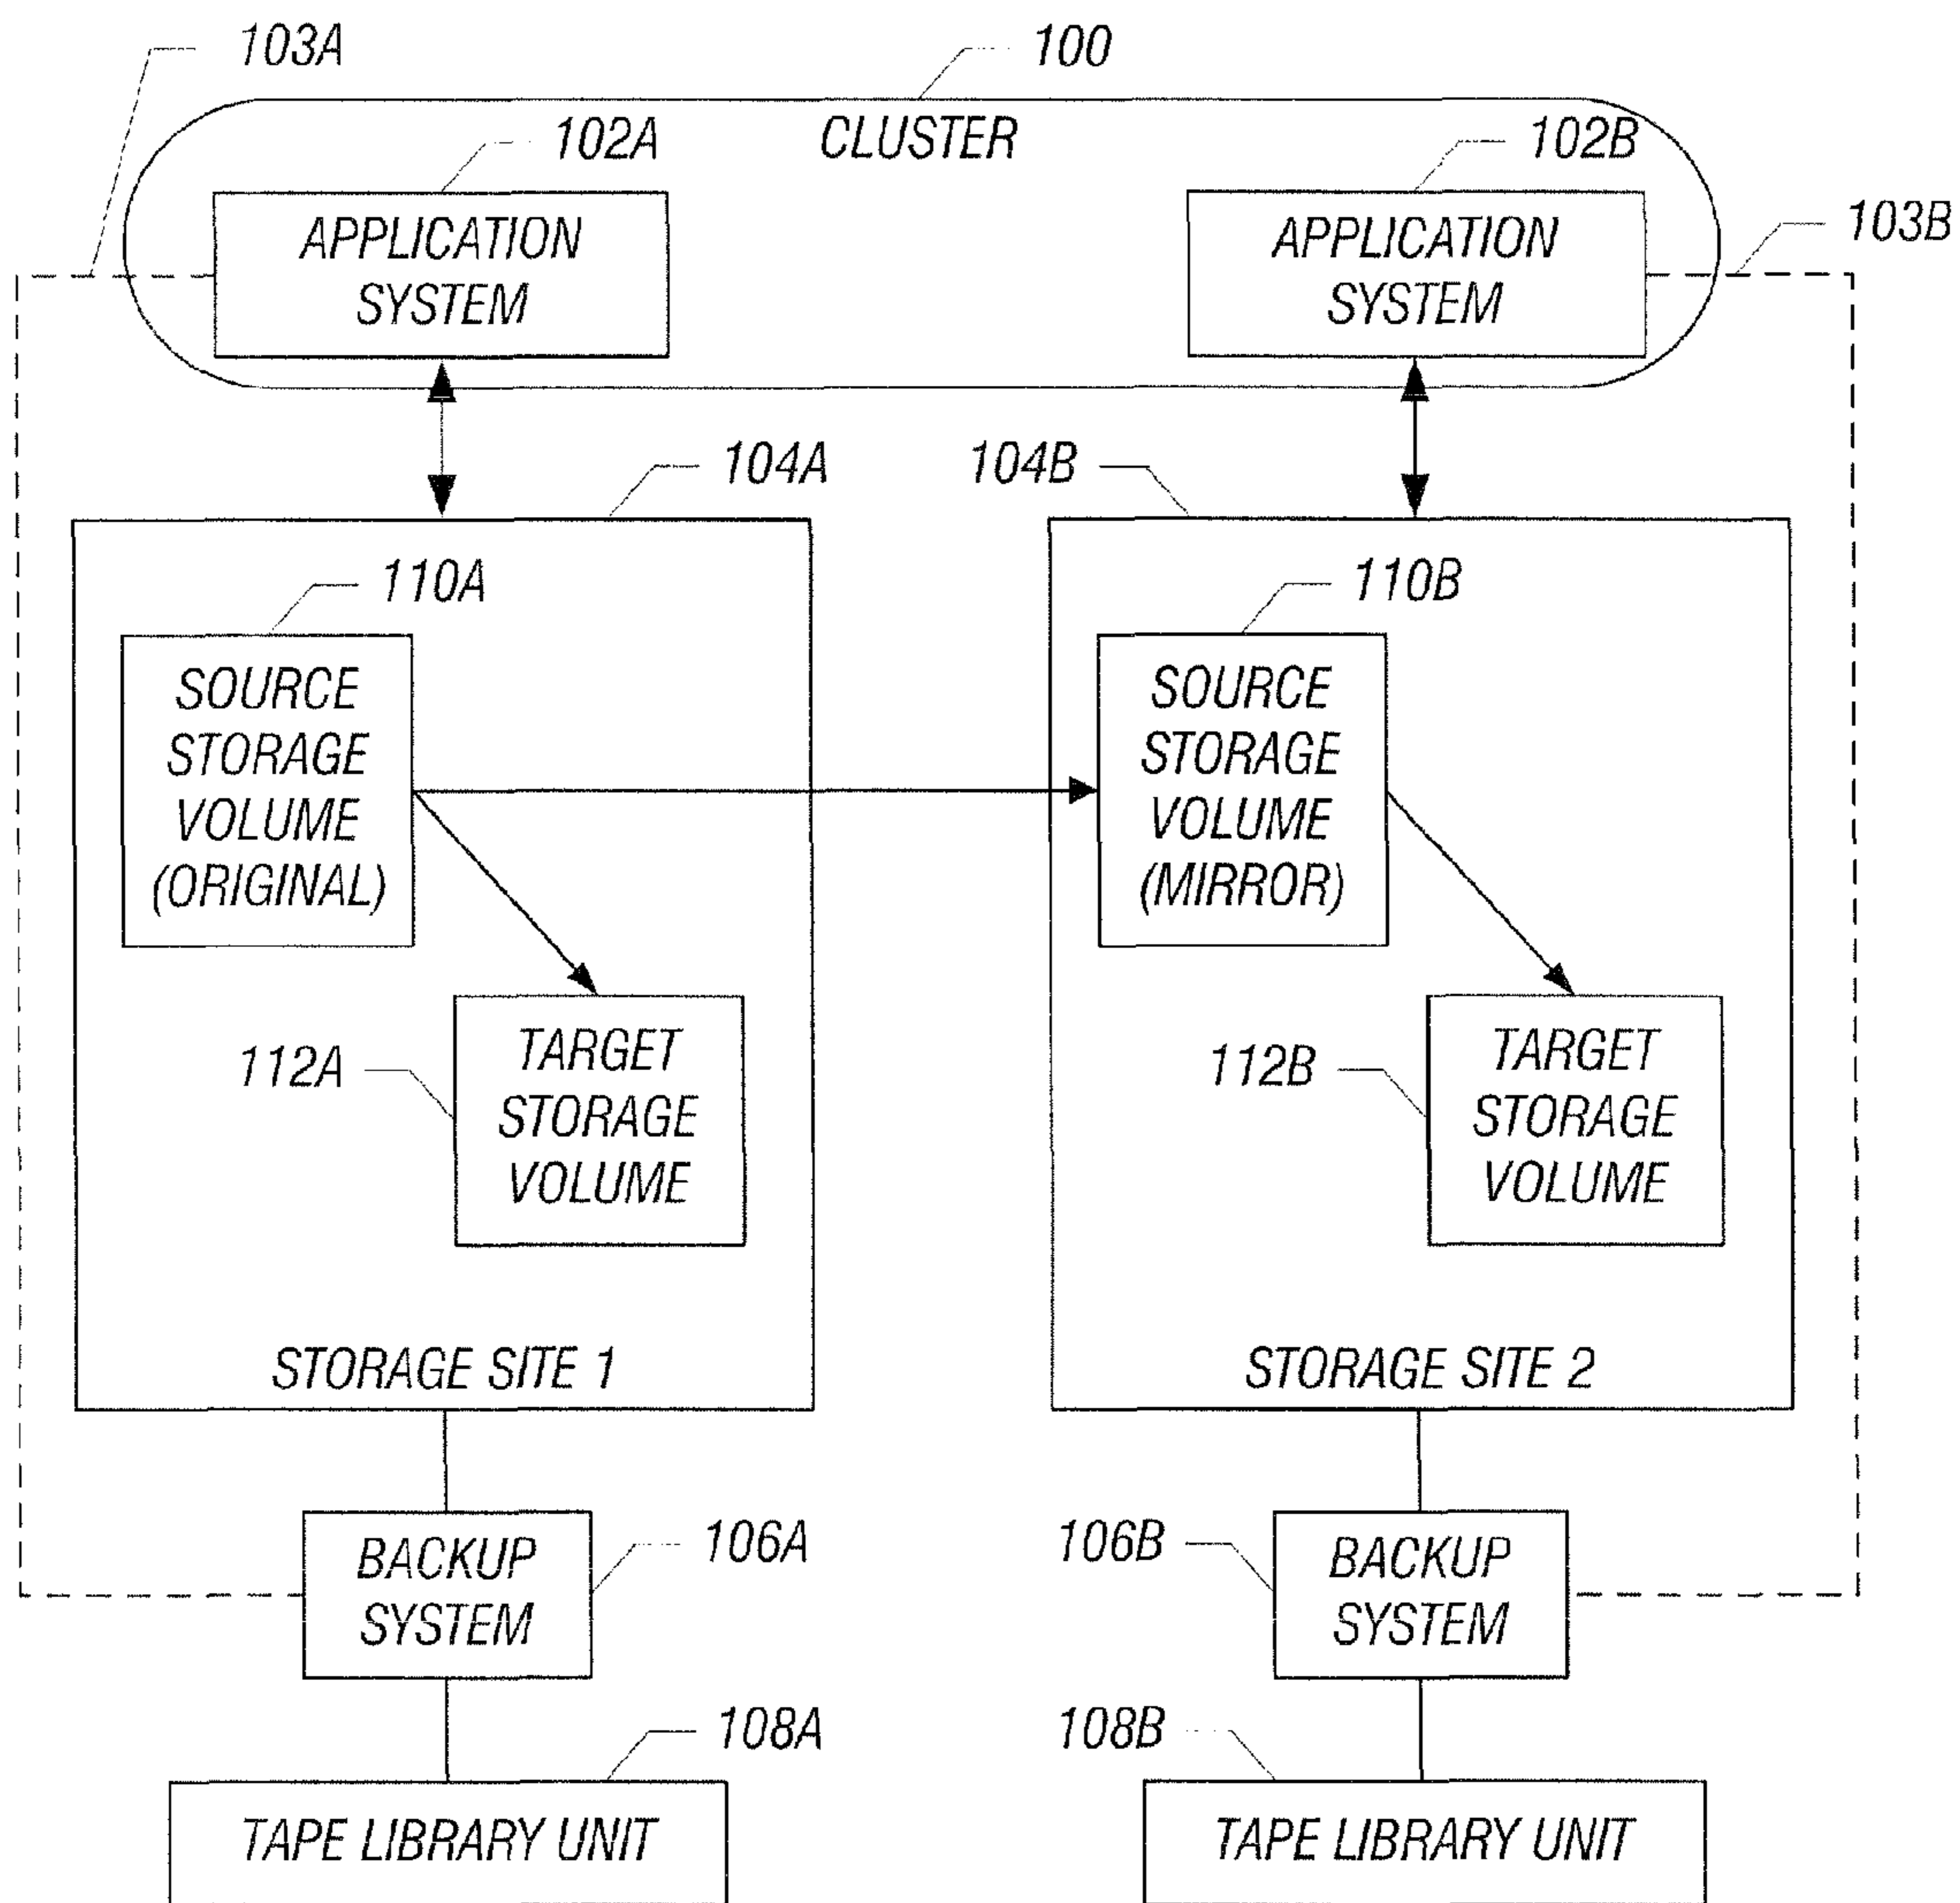 103A
100
102A
CLUSTER
102B
APPLICATION
SYSTEM
APPLICATION
SYSTEM
103B
104A
104B
110A
110B
SOURCE
STORAGE
VOLUME
(ORIGINAL)
SOURCE
STORAGE
VOLUME
(MIRROR)
112A
TARGET
STORAGE
VOLUME
112B
TARGET
STORAGE
VOLUME
STORAGE SITE 1
STORAGE SITE 2
BACKUP
SYSTEM
106A
106B
BACKUP
SYSTEM
108A
108B
TAPE LIBRARY UNIT
TAPE LIBRARY UNIT